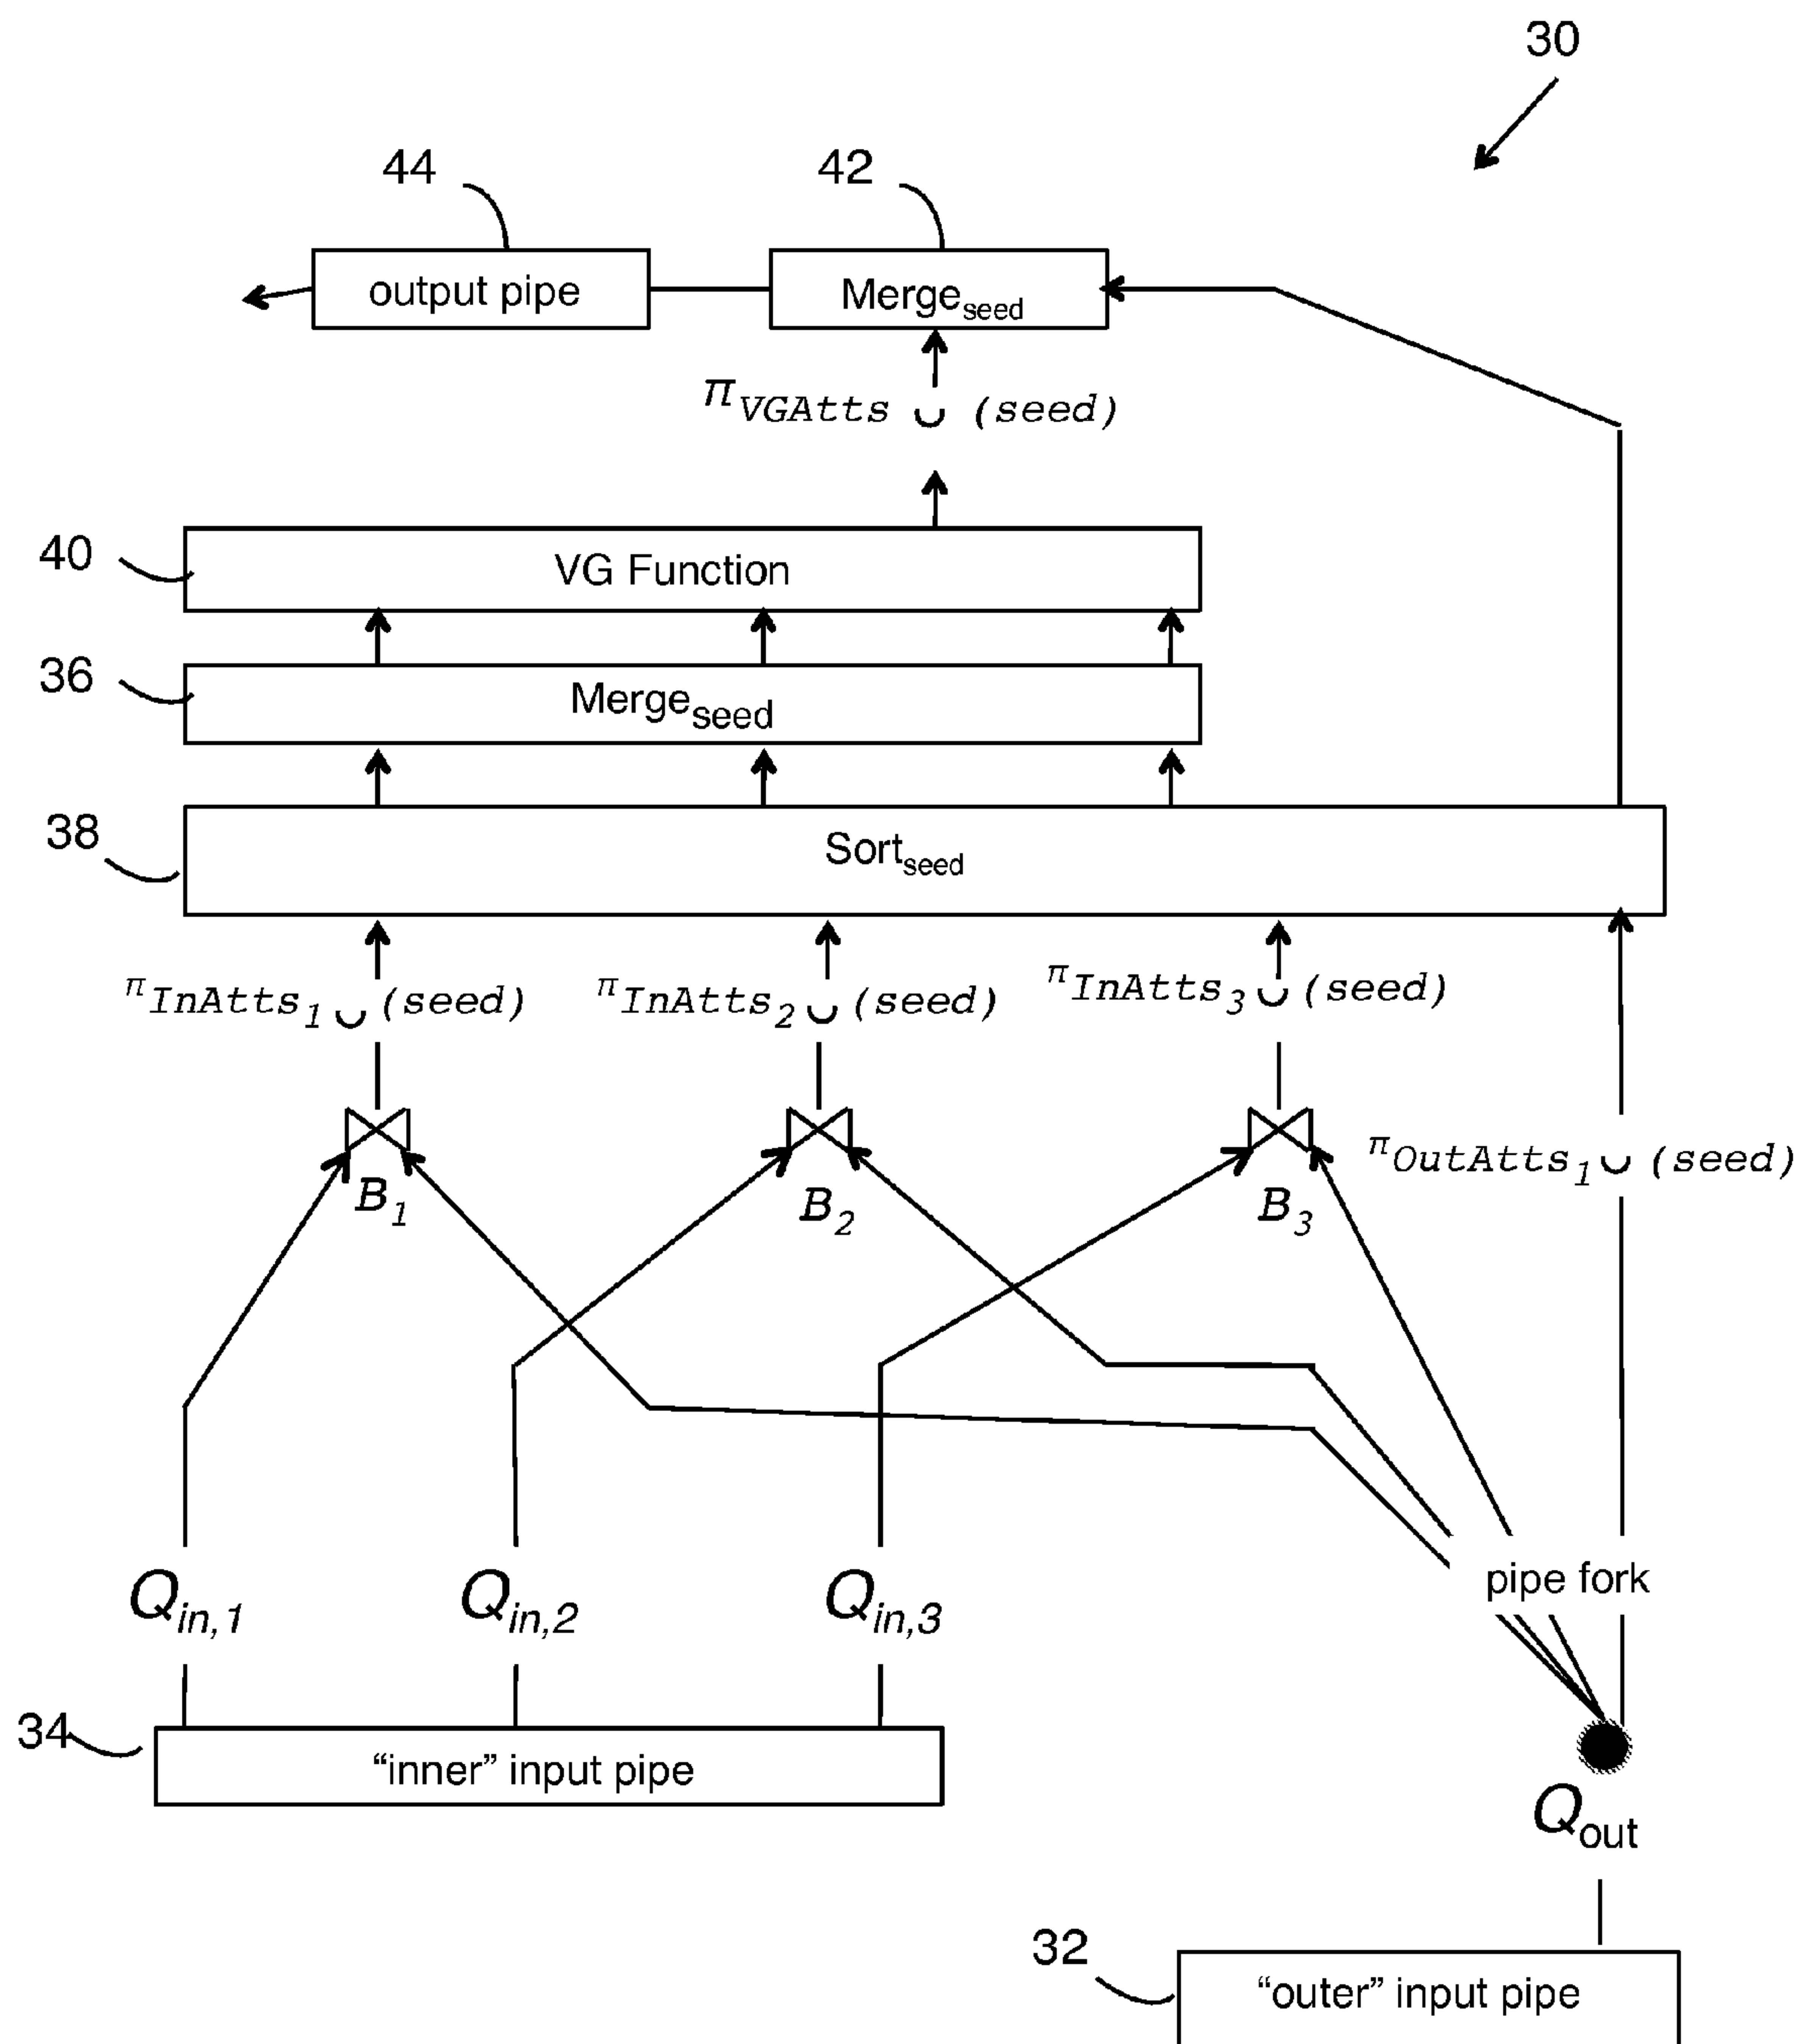 30
44 42
output pipe Merge_seed
π_VGAtts ∪ (seed)
40 VG Function
36 Merge_seed
38 Sort_seed
π_InAtts_1 ∪ (seed) π_InAtts_2 ∪ (seed) π_InAtts_3 ∪ (seed)
π_OutAtts_1 ∪ (seed)
B_1 B_2 B_3
pipe fork
Q_in,1 Q_in,2 Q_in,3
34 “inner” input pipe
Q_out
32 “outer” input pipe